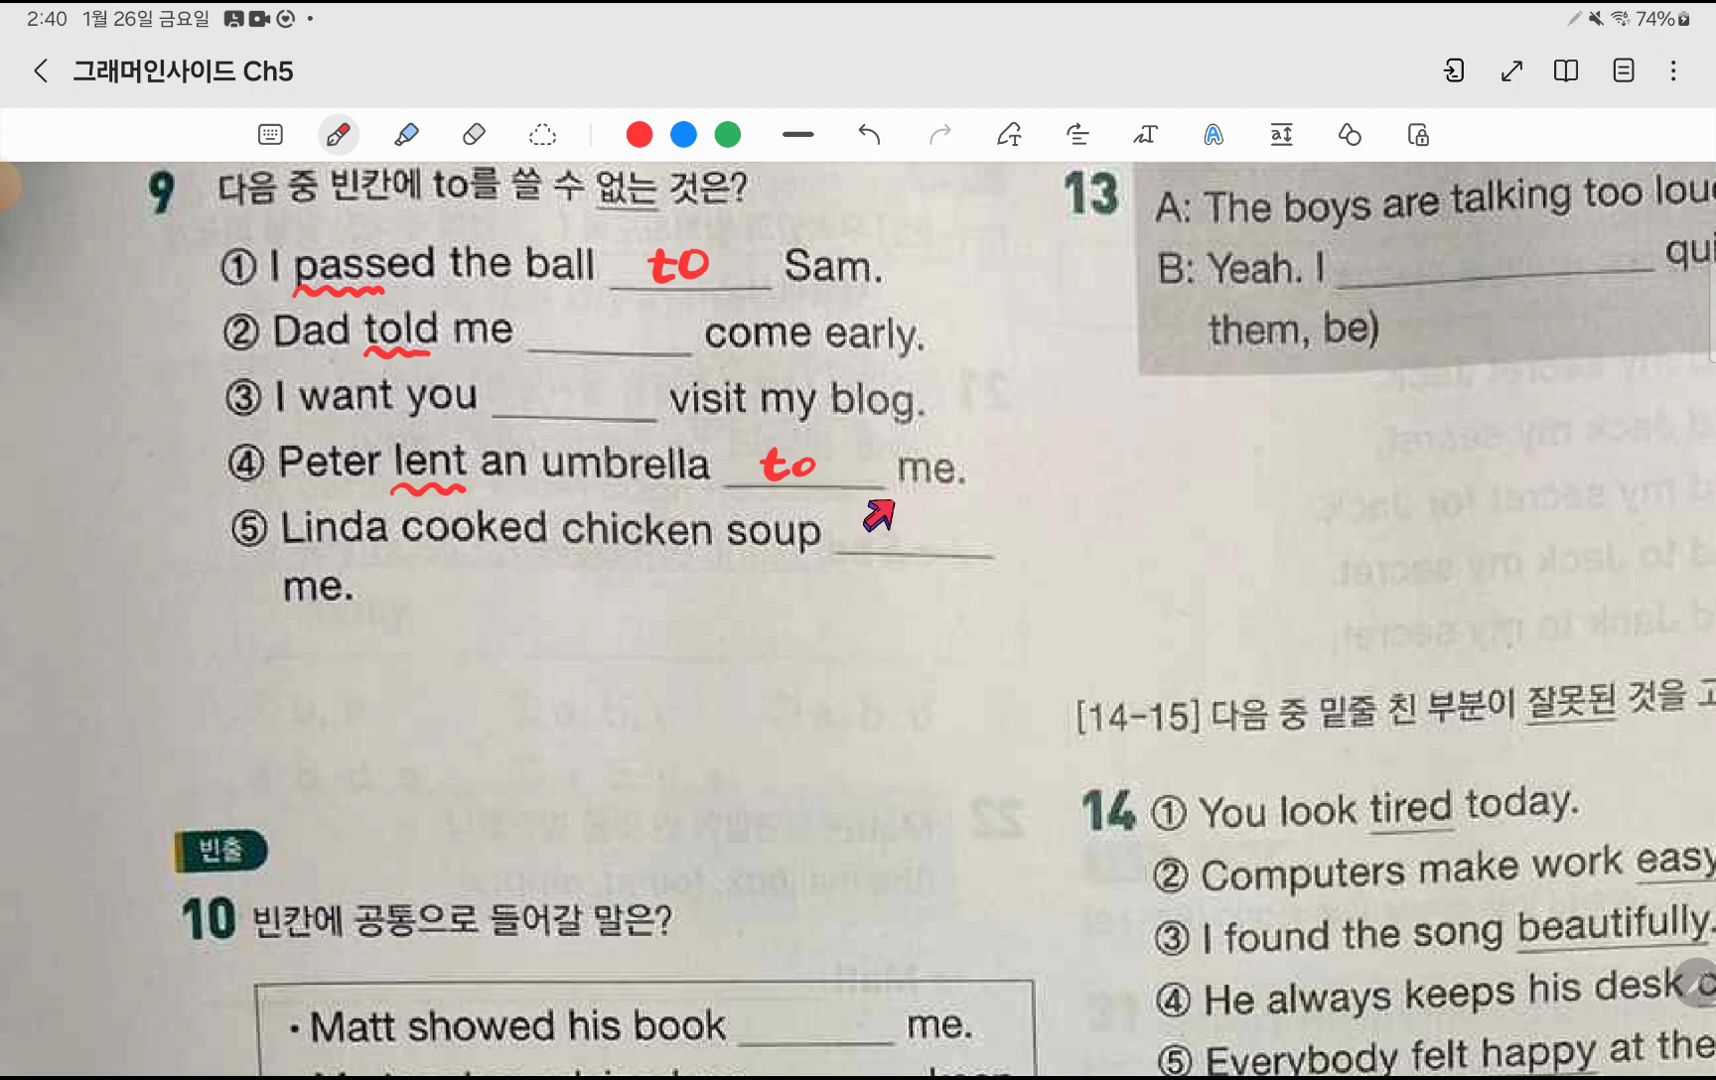 2:40 1월 26일 금요일
74%
그래머인사이드 Ch5
9 다음 중 빈칸에 to를 쓸 수 없는 것은?
① I passed the ball to Sam.
② Dad told me ________ come early.
③ I want you ________ visit my blog.
④ Peter lent an umbrella to me.
⑤ Linda cooked chicken soup ________
me.
빈출
10 빈칸에 공통으로 들어갈 말은?
• Matt showed his book ________ me.
13 A: The boys are talking too lou
B: Yeah. I ________ qui
them, be)
[14-15] 다음 중 밑줄 친 부분이 잘못된 것을 고
14 ① You look tired today.
② Computers make work easy
③ I found the song beautifully.
④ He always keeps his desk
⑤ Everybody felt happy at the